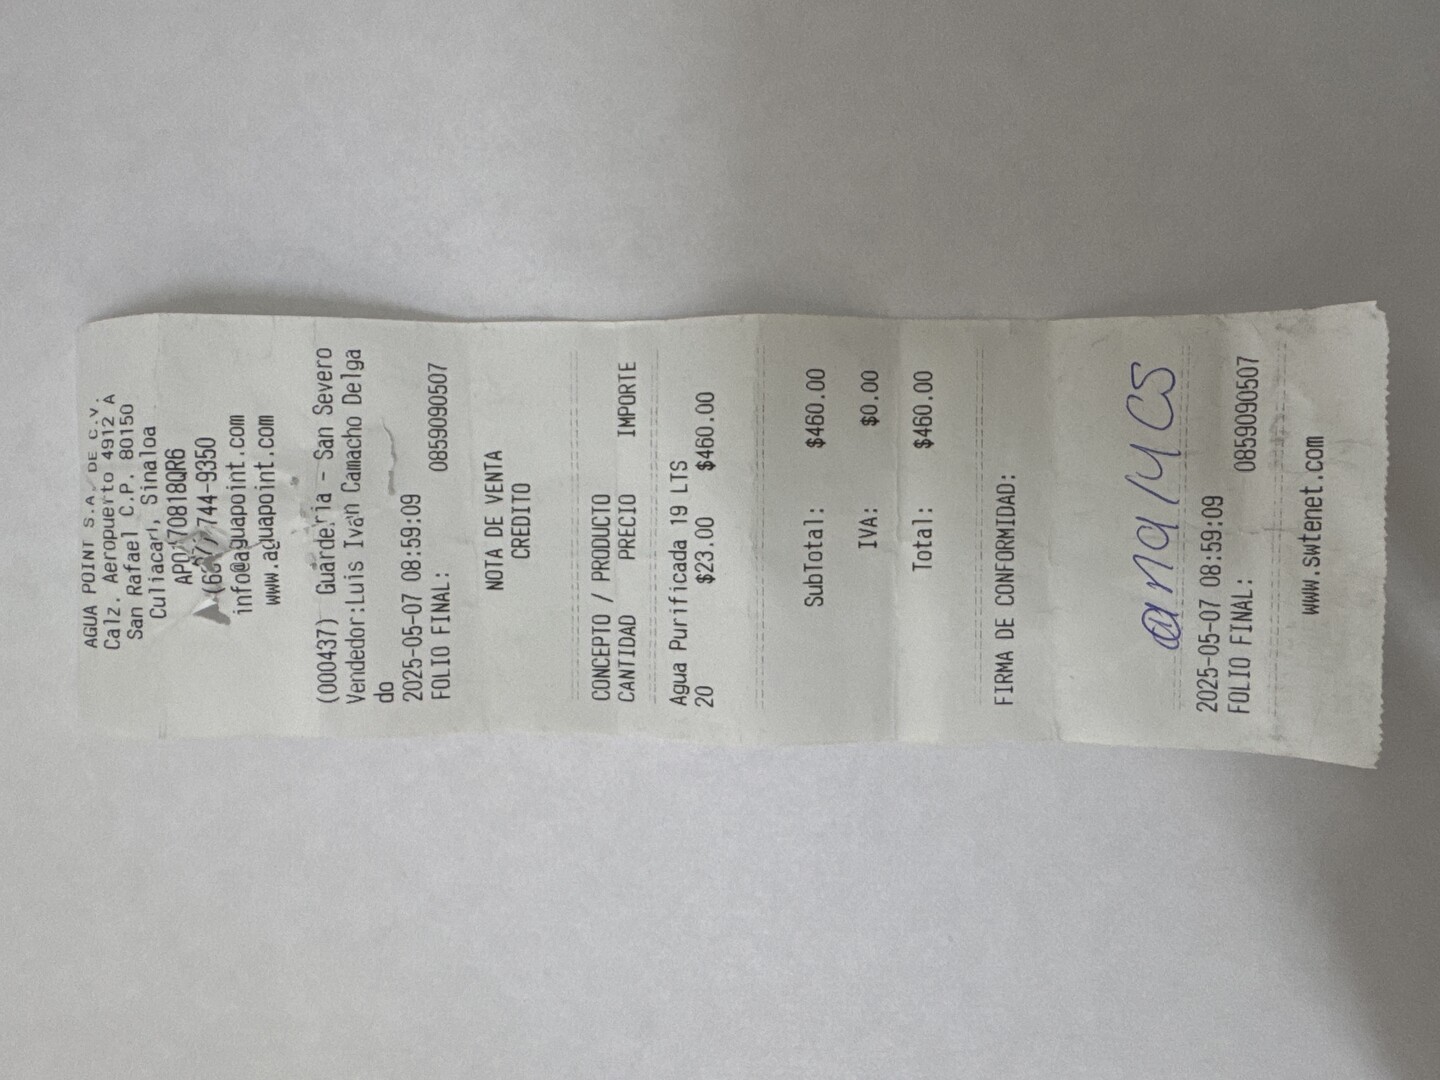 AGUA POINT S.A. DE C.V.
Calz. Aeropuerto 4912 A
San Rafael C.P. 80150
Culiacan, Sinaloa
APO170818QR6
744-9350
info@aguapoint.com
www.aguapoint.com
(000437) Guarderia - San Severo
Vendedor:Luis Iván Camacho Delga
do
2025-05-07 08:59:09
FOLIO FINAL: 0859090507
NOTA DE VENTA
CREDITO
CONCEPTO / PRODUCTO
CANTIDAD PRECIO IMPORTE
Agua Purificada 19 LTS
20 $23.00 $460.00
SubTotal: $460.00
IVA: $0.00
Total: $460.00
FIRMA DE CONFORMIDAD:
2025-05-07 08:59:09
FOLIO FINAL: 0859090507
www.swtenet.com